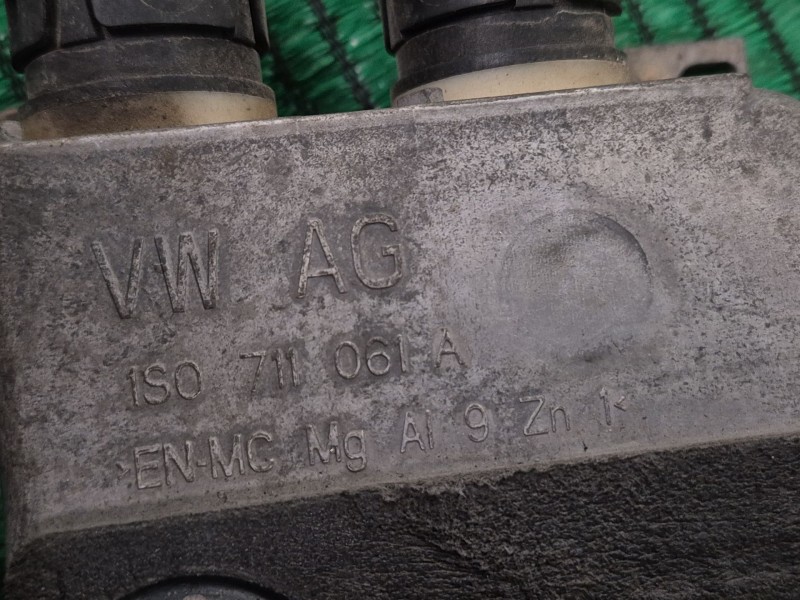 VW AG
1S0 711 061 A
>EN-MC Mg Al 9 Zn 1<